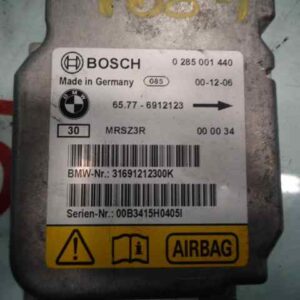 BOSCH 0 285 001 440
Made in Germany 085 00-12-06
65.77 - 6912123
30 MRSZ3R 00 00 34
BMW-Nr.: 31691212300K
Serien-Nr.: 00B3415H0405I
AIRBAG